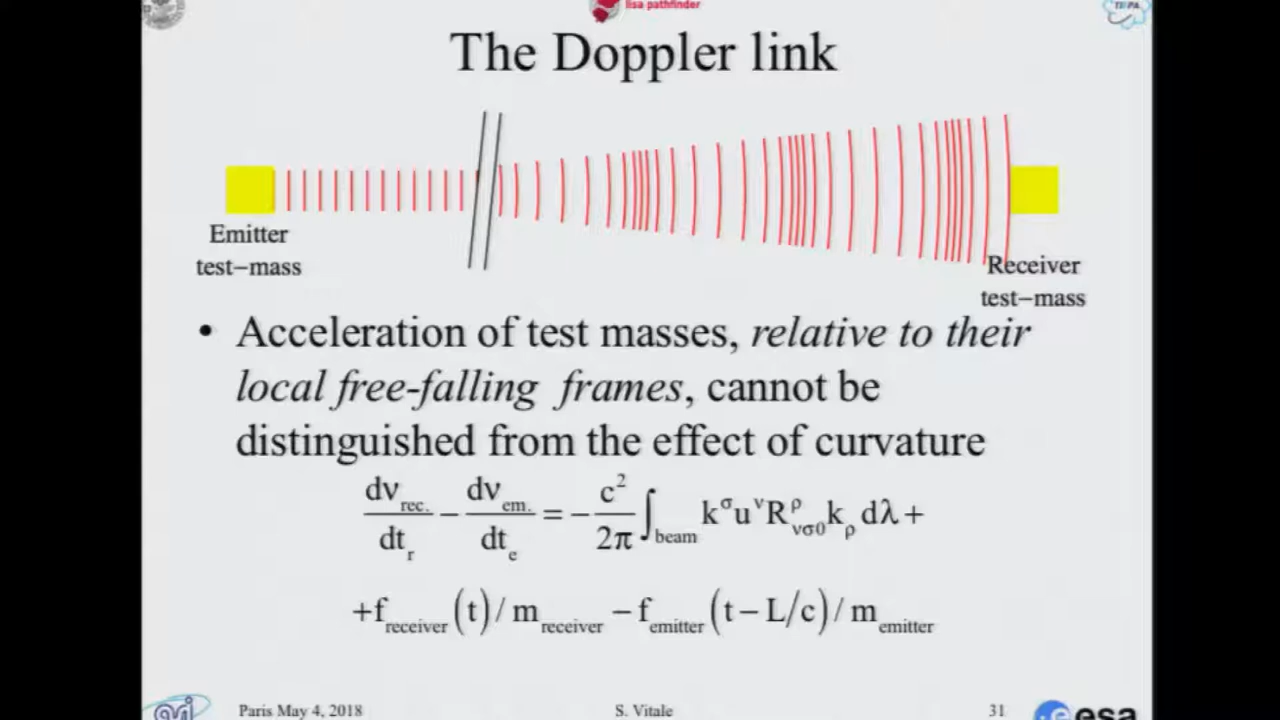 lisa pathfinder
The Doppler link
Emitter
test−mass
Receiver
test−mass
• Acceleration of test masses, relative to their
local free-falling frames, cannot be
distinguished from the effect of curvature
dν_rec./dt_r − dν_em./dt_e = −c²/2π ∫_beam k^σ u^ν R^ρ_νσ0 k_ρ dλ +
+f_receiver (t) / m_receiver − f_emitter (t − L/c) / m_emitter
Paris May 4, 2018
S. Vitale
31
esa